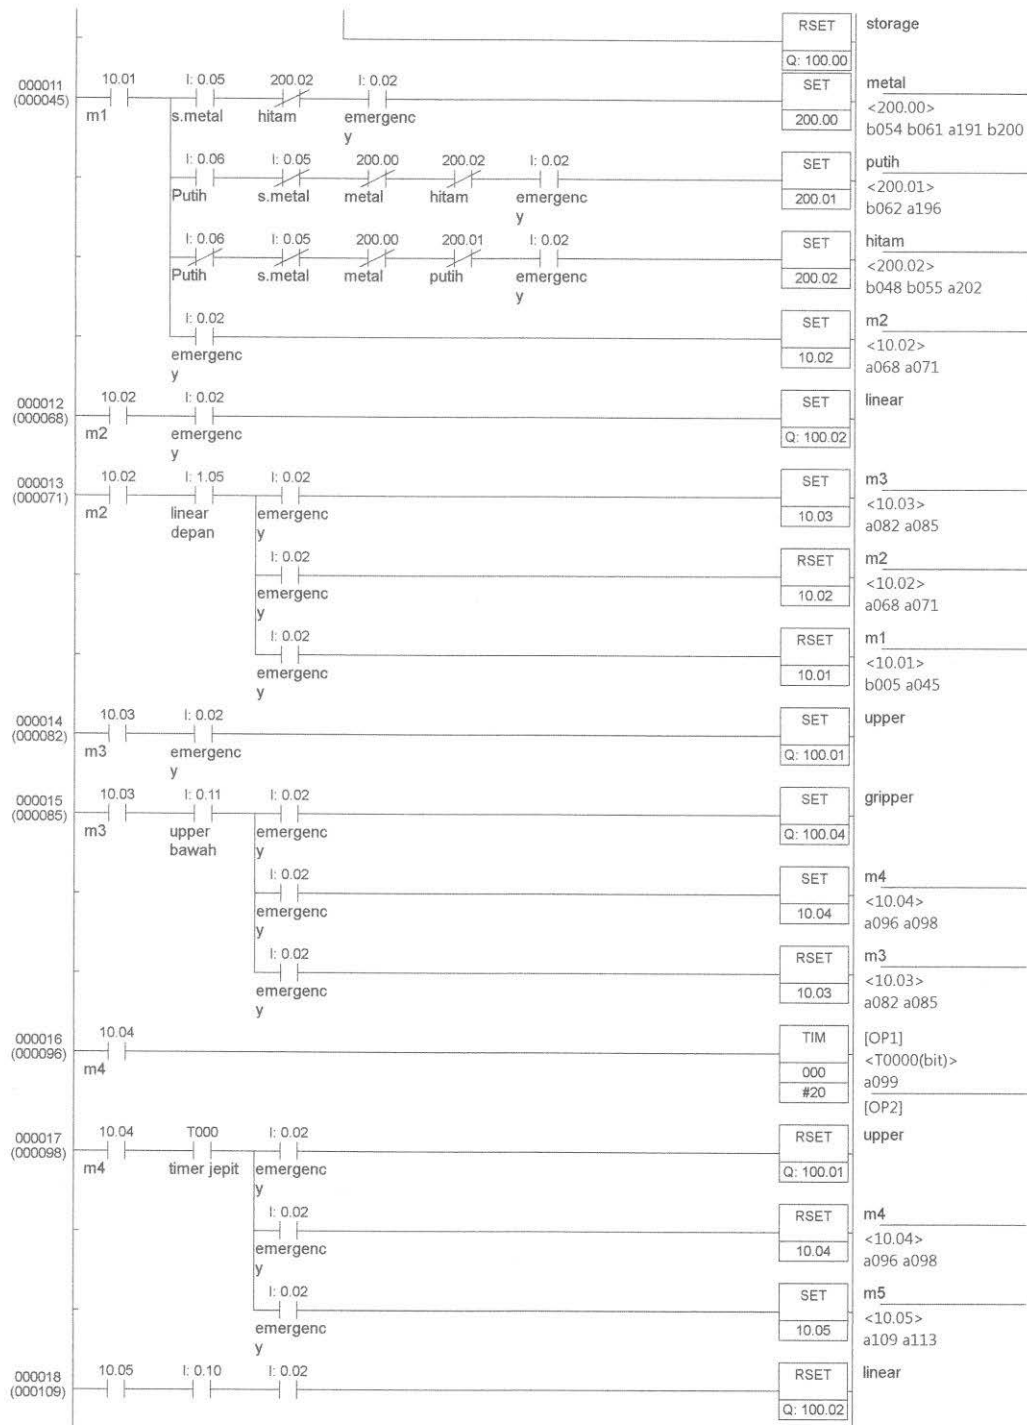 RSET storage
Q: 100.00
000011 10.01 I: 0.05 200.02 I: 0.02 SET metal
(000045) m1 s.metal hitam emergenc 200.00 <200.00>
y b054 b061 a191 b200
I: 0.06 I: 0.05 200.00 200.02 I: 0.02 SET putih
Putih s.metal metal hitam emergenc 200.01 <200.01>
y b062 a196
I: 0.06 I: 0.05 200.00 200.01 I: 0.02 SET hitam
Putih s.metal metal putih emergenc 200.02 <200.02>
y b048 b055 a202
I: 0.02 SET m2
emergenc 10.02 <10.02>
y a068 a071
000012 10.02 I: 0.02 SET linear
(000068) m2 emergenc Q: 100.02
y
000013 10.02 I: 1.05 I: 0.02 SET m3
(000071) m2 linear emergenc 10.03 <10.03>
depan y a082 a085
I: 0.02 RSET m2
emergenc 10.02 <10.02>
y a068 a071
I: 0.02 RSET m1
emergenc 10.01 <10.01>
y b005 a045
000014 10.03 I: 0.02 SET upper
(000082) m3 emergenc Q: 100.01
y
000015 10.03 I: 0.11 I: 0.02 SET gripper
(000085) m3 upper emergenc Q: 100.04
bawah y
I: 0.02 SET m4
emergenc 10.04 <10.04>
y a096 a098
I: 0.02 RSET m3
emergenc 10.03 <10.03>
y a082 a085
000016 10.04 TIM [OP1]
(000096) m4 000 <T0000(bit)>
#20 a099
[OP2]
000017 10.04 T000 I: 0.02 RSET upper
(000098) m4 timer jepit emergenc Q: 100.01
y
I: 0.02 RSET m4
emergenc 10.04 <10.04>
y a096 a098
I: 0.02 SET m5
emergenc 10.05 <10.05>
y a109 a113
000018 10.05 I: 0.10 I: 0.02 RSET linear
(000109) Q: 100.02